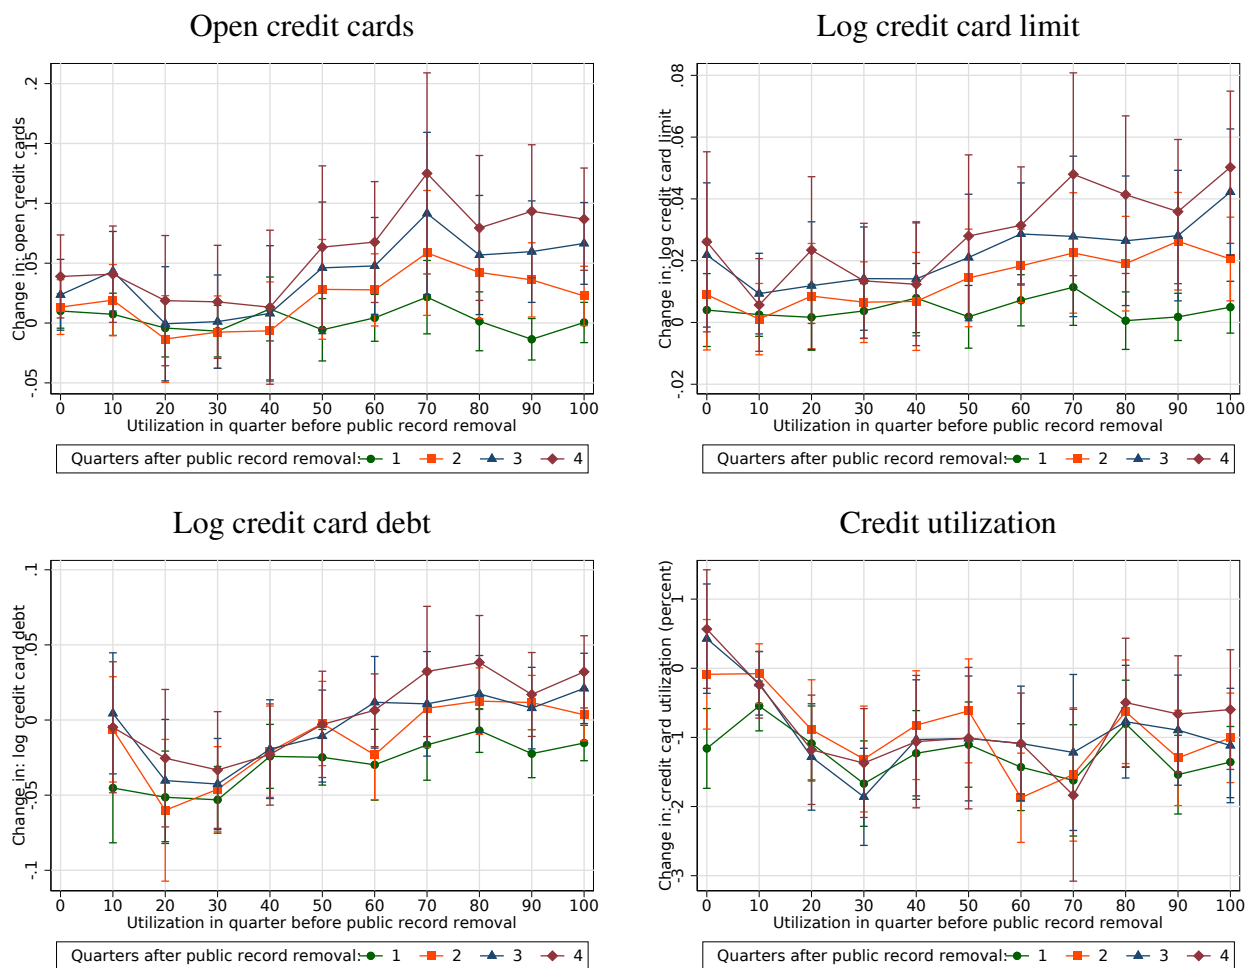 Open credit cards
Change in: open credit cards
-.05
0
.05
.1
.15
.2
0 10 20 30 40 50 60 70 80 90 100
Utilization in quarter before public record removal
Quarters after public record removal: 1 2 3 4
Log credit card limit
Change in: log credit card limit
-.02
0
.02
.04
.06
.08
0 10 20 30 40 50 60 70 80 90 100
Utilization in quarter before public record removal
Quarters after public record removal: 1 2 3 4
Log credit card debt
Change in: log credit card debt
-.1
-.05
0
.05
.1
0 10 20 30 40 50 60 70 80 90 100
Utilization in quarter before public record removal
Quarters after public record removal: 1 2 3 4
Credit utilization
Change in: credit card utilization (percent)
-3
-2
-1
0
1
0 10 20 30 40 50 60 70 80 90 100
Utilization in quarter before public record removal
Quarters after public record removal: 1 2 3 4